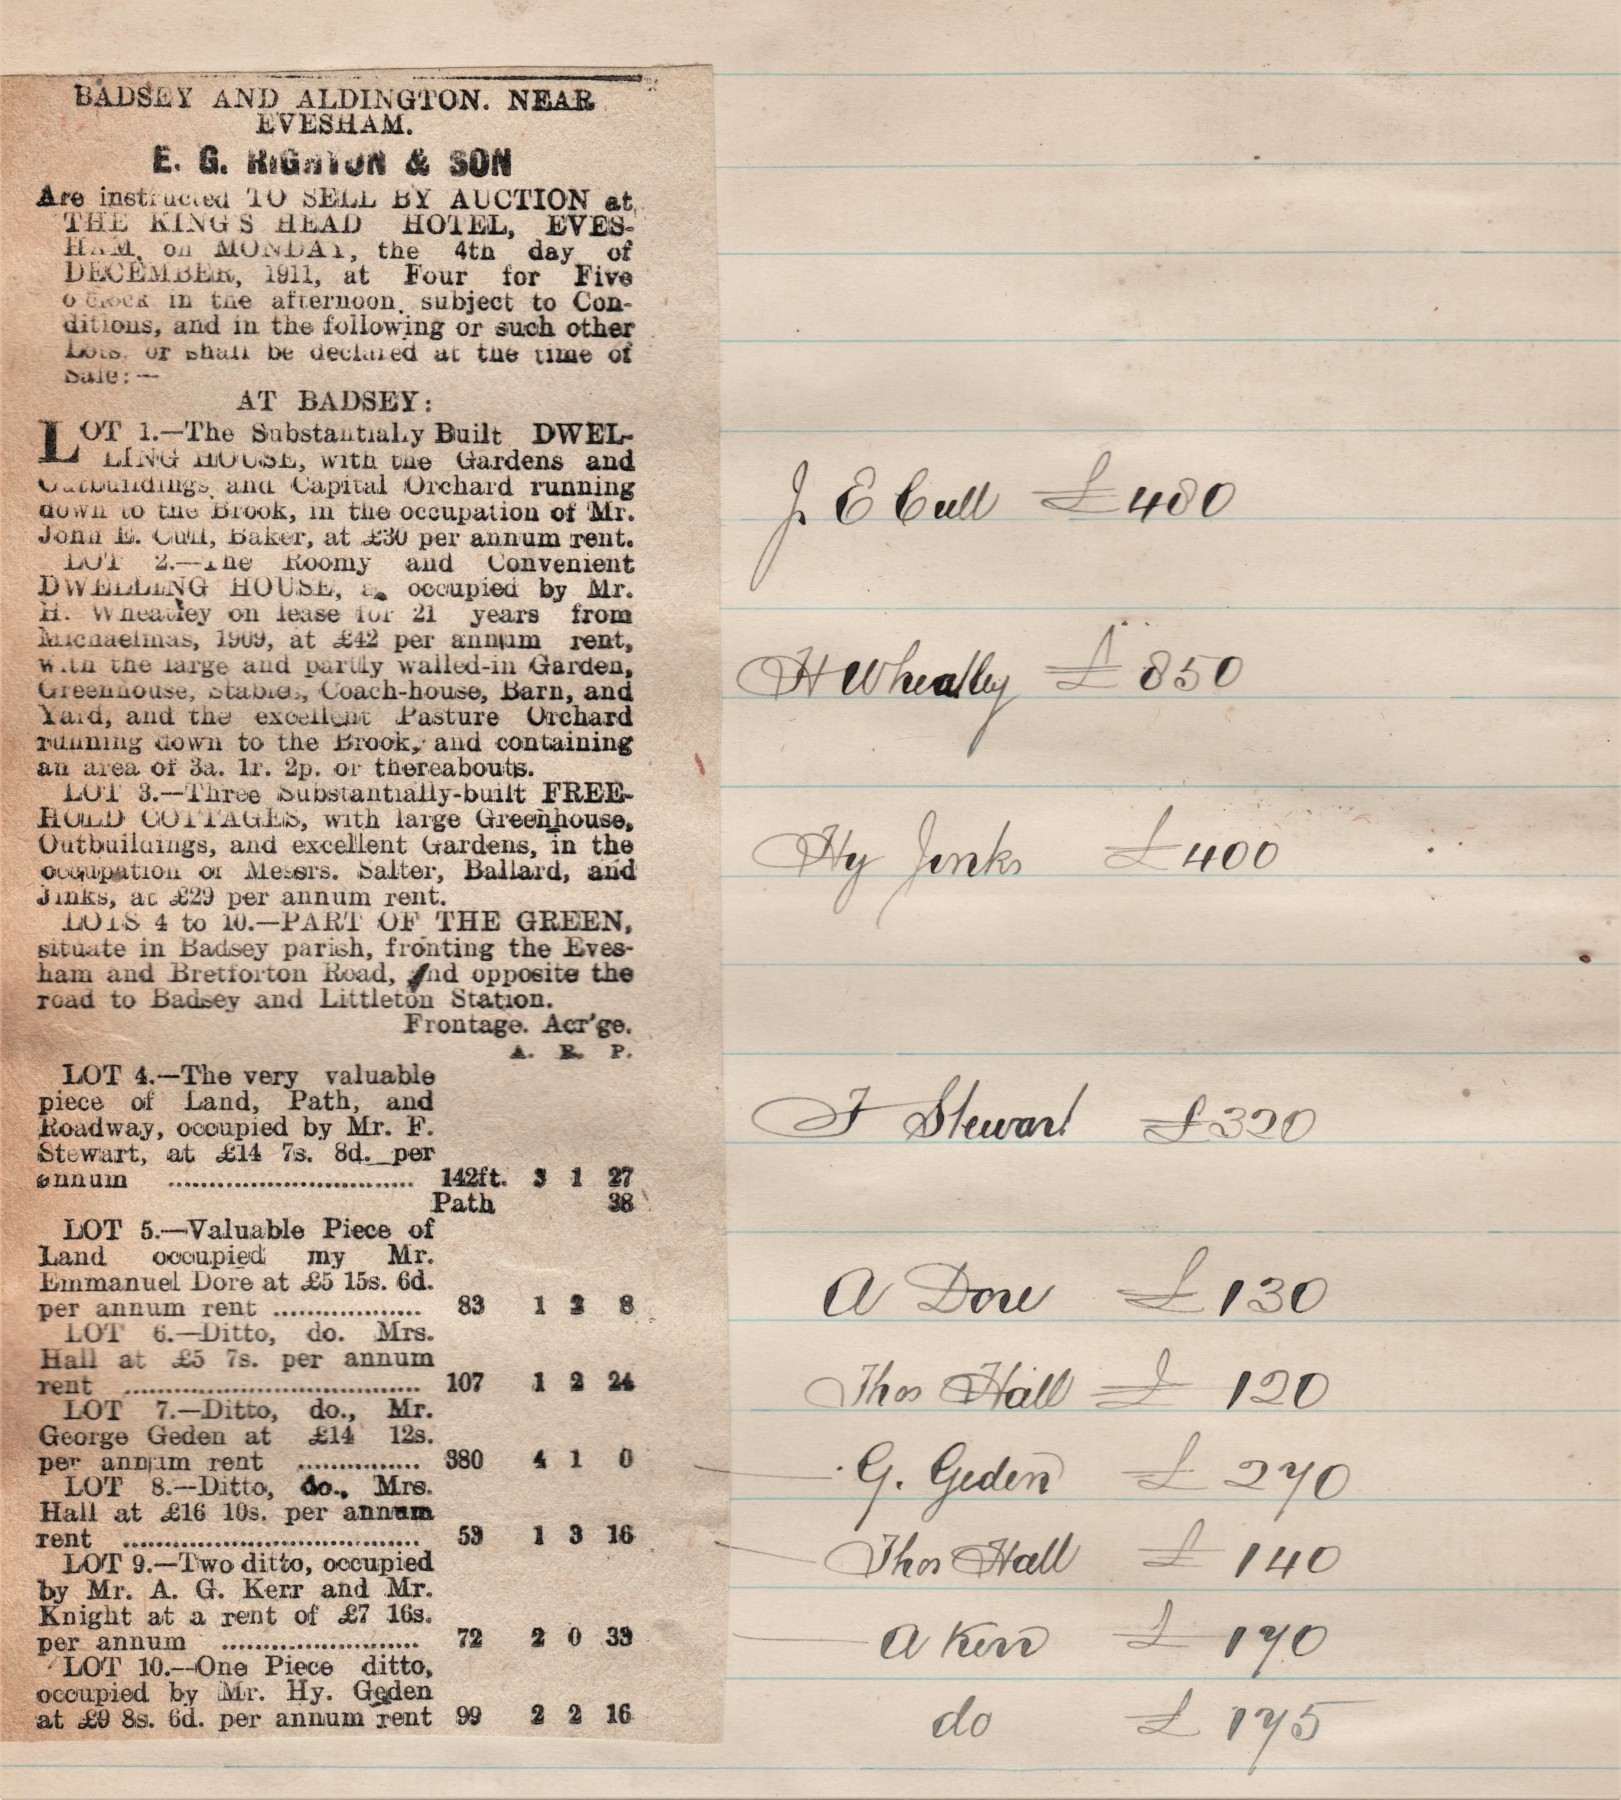 BADSEY AND ALDINGTON. NEAR
EVESHAM.
E. G. RIGHTON & SON
Are instructed TO SELL BY AUCTION at
THE KING'S HEAD HOTEL, EVES-
HAM, on MONDAY, the 4th day of
DECEMBER, 1911, at Four for Five
o'clock in the afternoon, subject to Con-
ditions, and in the following or such other
Lots, or shall be declared at the time of
Sale:—
AT BADSEY:
LOT 1.—The Substantially Built DWEL-
LING HOUSE, with the Gardens and
Outbuildings, and Capital Orchard running
down to the Brook, in the occupation of Mr.
John E. Cull, Baker, at £30 per annum rent.
J. E Cull £480
LOT 2.—The Roomy and Convenient
DWELLING HOUSE, as occupied by Mr.
H. Wheatley on lease for 21 years from
Michaelmas, 1909, at £42 per annum rent,
with the large and partly walled-in Garden,
Greenhouse, Stables, Coach-house, Barn, and
Yard, and the excellent Pasture Orchard
running down to the Brook, and containing
an area of 3a. 1r. 2p. or thereabouts.
H Wheatley £850
LOT 3.—Three Substantially-built FREE-
HOLD COTTAGES, with large Greenhouse,
Outbuildings, and excellent Gardens, in the
occupation of Messrs. Salter, Ballard, and
Jinks, at £29 per annum rent.
Hy Jinks £400
LOTS 4 to 10.—PART OF THE GREEN,
situate in Badsey parish, fronting the Eves-
ham and Bretforton Road, and opposite the
road to Badsey and Littleton Station.
Frontage. Acr'ge.
A. R. P.
LOT 4.—The very valuable
piece of Land, Path, and
Roadway, occupied by Mr. F.
Stewart, at £14 7s. 8d. per
annum .............................. 142ft. 3 1 27
Path 38
F Stewart £320
LOT 5.—Valuable Piece of
Land occupied my Mr.
Emmanuel Dore at £5 15s. 6d.
per annum rent .................. 83 1 2 8
A Dore £130
LOT 6.—Ditto, do. Mrs.
Hall at £5 7s. per annum
rent .................................... 107 1 2 24
Thos Hall £120
LOT 7.—Ditto, do., Mr.
George Geden at £14 12s.
per annum rent ............... 380 4 1 0
G. Geden £270
LOT 8.—Ditto, do., Mrs.
Hall at £16 10s. per annum
rent .................................... 53 1 3 16
Thos Hall £140
LOT 9.—Two ditto, occupied
by Mr. A. G. Kerr and Mr.
Knight at a rent of £7 16s.
per annum ........................ 72 2 0 33
A Kerr £170
LOT 10.—One Piece ditto,
occupied by Mr. Hy. Geden
at £9 8s. 6d. per annum rent 99 2 2 16
do £175